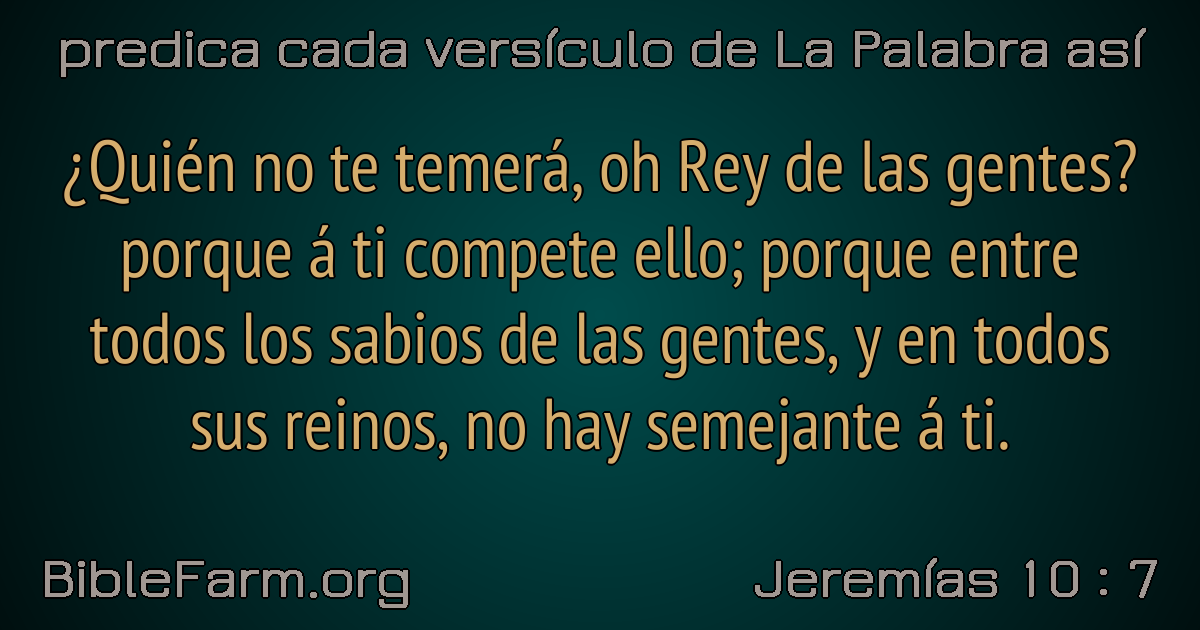 predica cada versículo de La Palabra así
¿Quién no te temerá, oh Rey de las gentes?
porque á ti compete ello; porque entre
todos los sabios de las gentes, y en todos
sus reinos, no hay semejante á ti.
BibleFarm.org
Jeremías 10 : 7